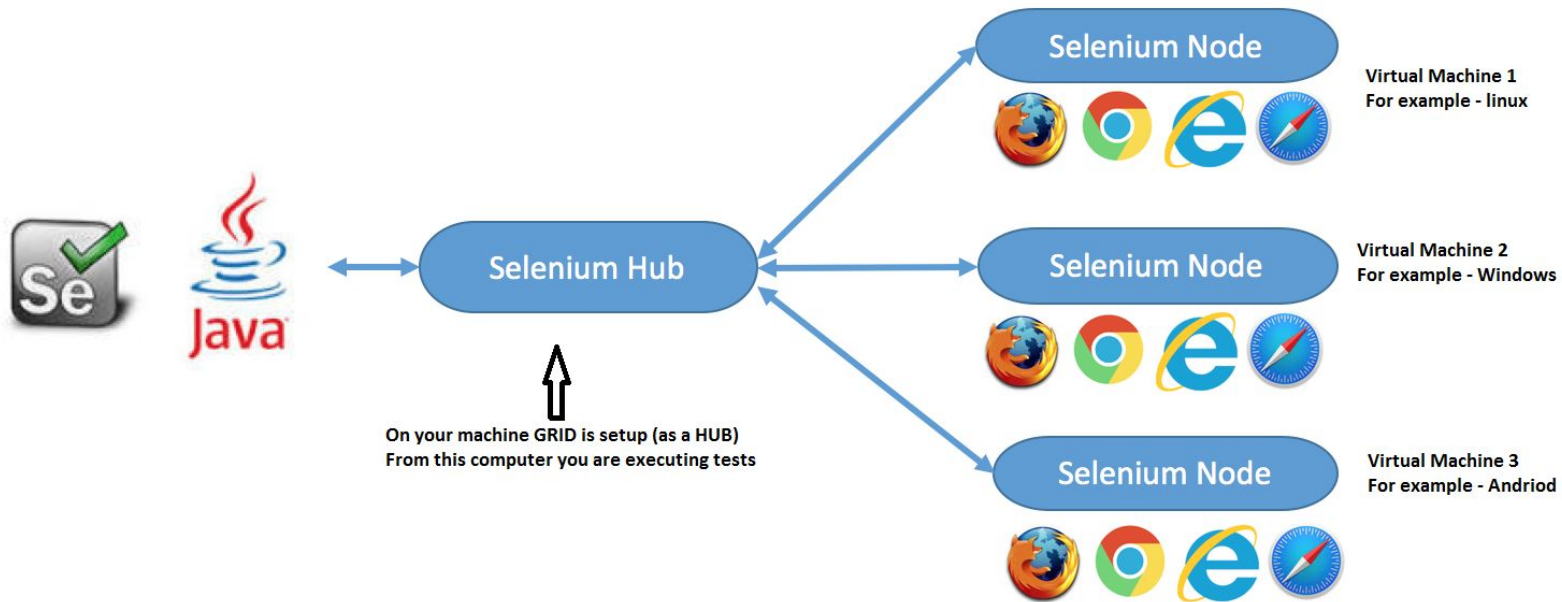 Selenium Node
Virtual Machine 1
For example - linux
Se
Java
Selenium Hub
Selenium Node
Virtual Machine 2
For example - Windows
On your machine GRID is setup (as a HUB)
From this computer you are executing tests
Selenium Node
Virtual Machine 3
For example - Andriod